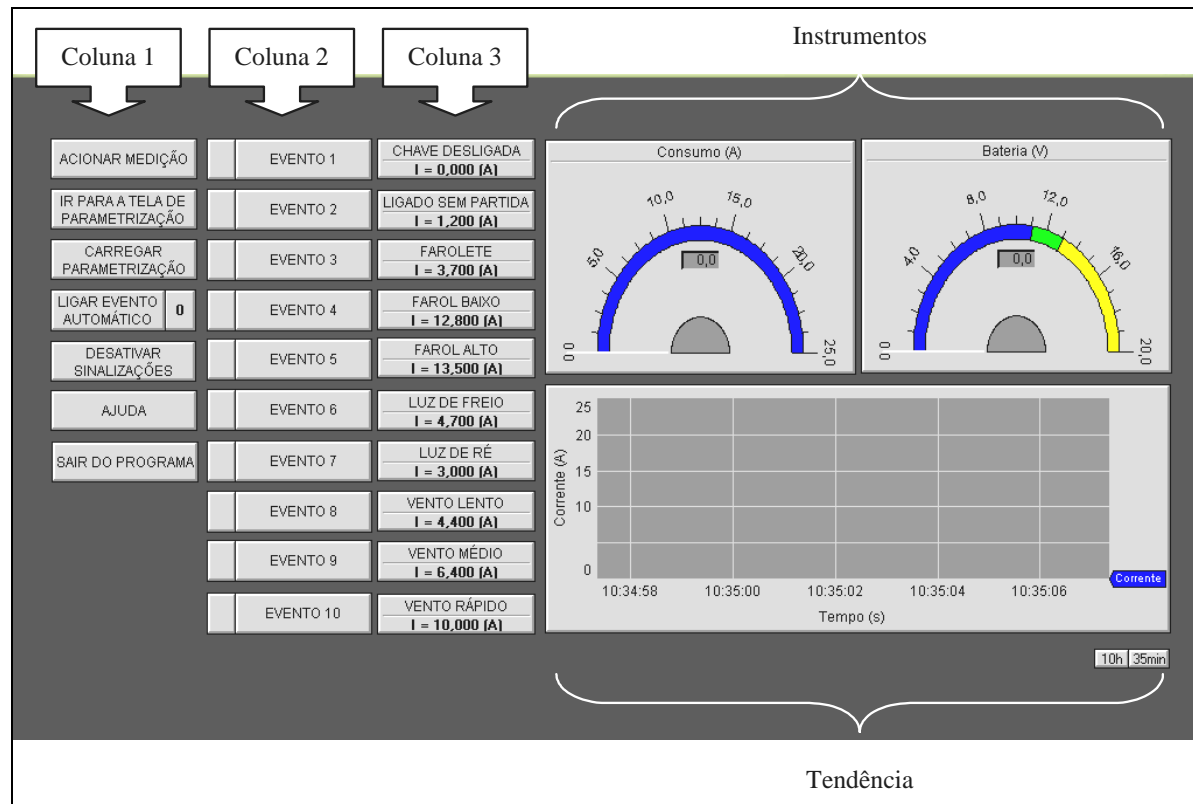 Coluna 1
Coluna 2
Coluna 3
Instrumentos
ACIONAR MEDIÇÃO
IR PARA A TELA DE
PARAMETRIZAÇÃO
CARREGAR
PARAMETRIZAÇÃO
LIGAR EVENTO
AUTOMÁTICO
0
DESATIVAR
SINALIZAÇÕES
AJUDA
SAIR DO PROGRAMA
EVENTO 1
EVENTO 2
EVENTO 3
EVENTO 4
EVENTO 5
EVENTO 6
EVENTO 7
EVENTO 8
EVENTO 9
EVENTO 10
CHAVE DESLIGADA
I = 0,000 (A)
LIGADO SEM PARTIDA
I = 1,200 (A)
FAROLETE
I = 3,700 (A)
FAROL BAIXO
I = 12,800 (A)
FAROL ALTO
I = 13,500 (A)
LUZ DE FREIO
I = 4,700 (A)
LUZ DE RÉ
I = 3,000 (A)
VENTO LENTO
I = 4,400 (A)
VENTO MÉDIO
I = 6,400 (A)
VENTO RÁPIDO
I = 10,000 (A)
Consumo (A)
0,0
5,0
10,0
15,0
20,0
25,0
0,0
Bateria (V)
0,0
4,0
8,0
12,0
16,0
20,0
0,0
Corrente (A)
25
20
15
10
0
10:34:58
10:35:00
10:35:02
10:35:04
10:35:06
Corrente
Tempo (s)
10h
35min
Tendência